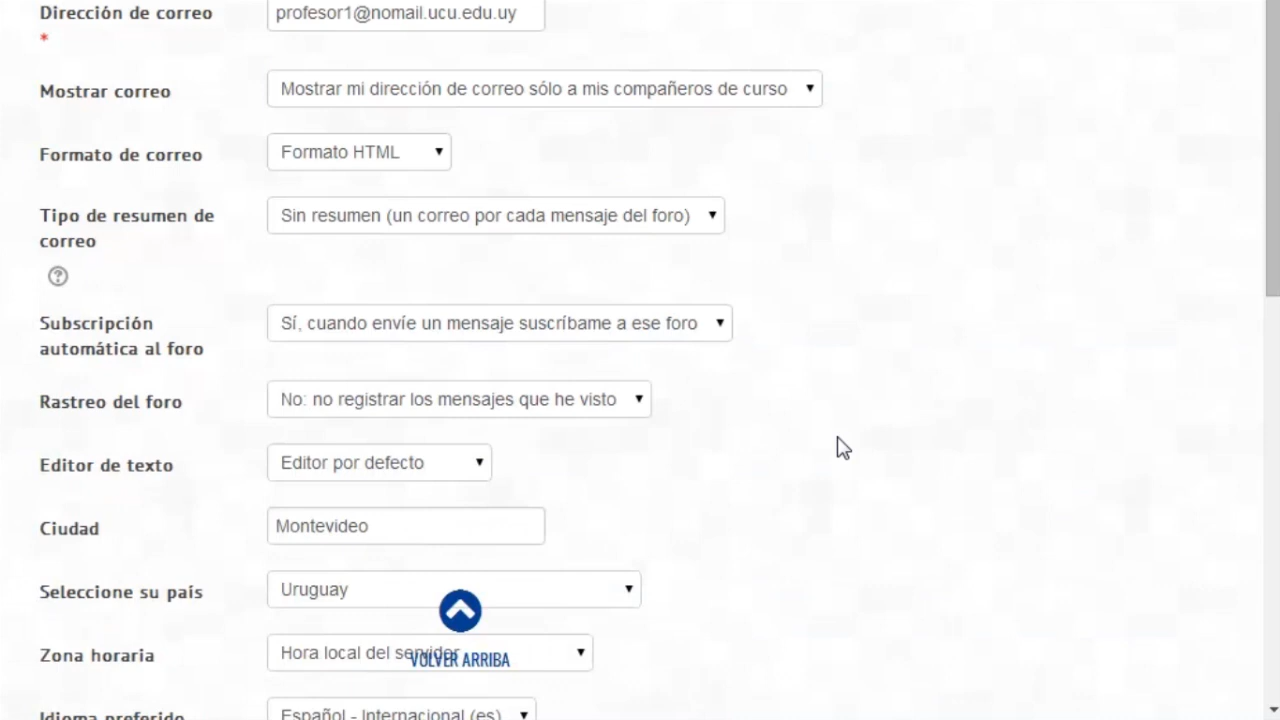 Dirección de correo
*
profesor1@nomail.ucu.edu.uy
Mostrar correo
Mostrar mi dirección de correo sólo a mis compañeros de curso
Formato de correo
Formato HTML
Tipo de resumen de
correo
Sin resumen (un correo por cada mensaje del foro)
Subscripción
automática al foro
Sí, cuando envíe un mensaje suscríbame a ese foro
Rastreo del foro
No: no registrar los mensajes que he visto
Editor de texto
Editor por defecto
Ciudad
Montevideo
Seleccione su país
Uruguay
Zona horaria
Hora local del servidor
VOLVER ARRIBA
Idioma preferido
Español - Internacional (es)